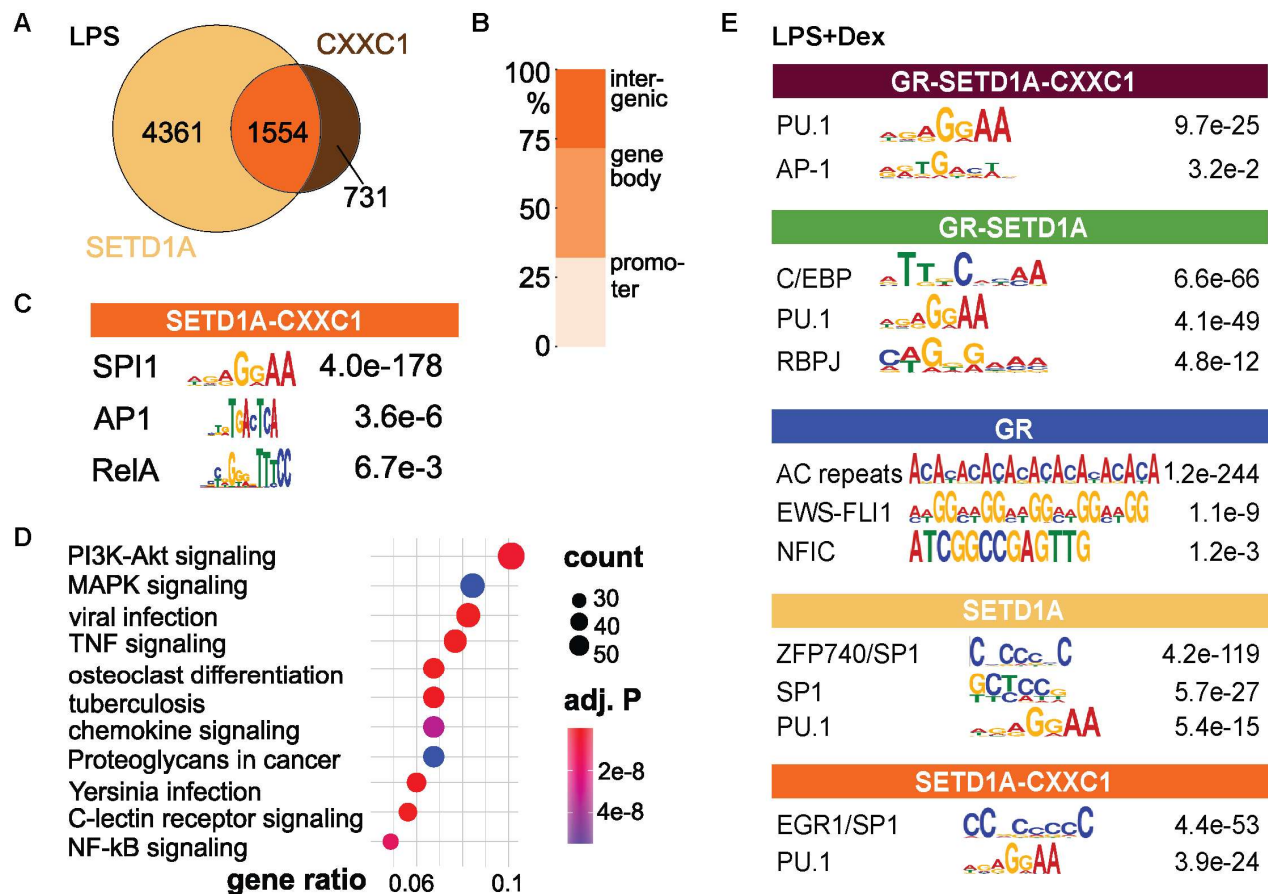 A
LPS
CXXC1
4361
1554
731
SETD1A
B
100
%
75
50
25
0
inter-
genic
gene
body
promo-
ter
C
SETD1A-CXXC1
SPI1 4.0e-178
AP1 TGACTCA 3.6e-6
RelA 6.7e-3
D
PI3K-Akt signaling
MAPK signaling
viral infection
TNF signaling
osteoclast differentiation
tuberculosis
chemokine signaling
Proteoglycans in cancer
Yersinia infection
C-lectin receptor signaling
NF-kB signaling
gene ratio 0.06 0.1
count
30
40
50
adj. P
2e-8
4e-8
E
LPS+Dex
GR-SETD1A-CXXC1
PU.1 9.7e-25
AP-1 3.2e-2
GR-SETD1A
C/EBP 6.6e-66
PU.1 4.1e-49
RBPJ 4.8e-12
GR
AC repeats 1.2e-244
EWS-FLI1 1.1e-9
NFIC ATCGGCCGAGTTG 1.2e-3
SETD1A
ZFP740/SP1 4.2e-119
SP1 5.7e-27
PU.1 5.4e-15
SETD1A-CXXC1
EGR1/SP1 4.4e-53
PU.1 3.9e-24